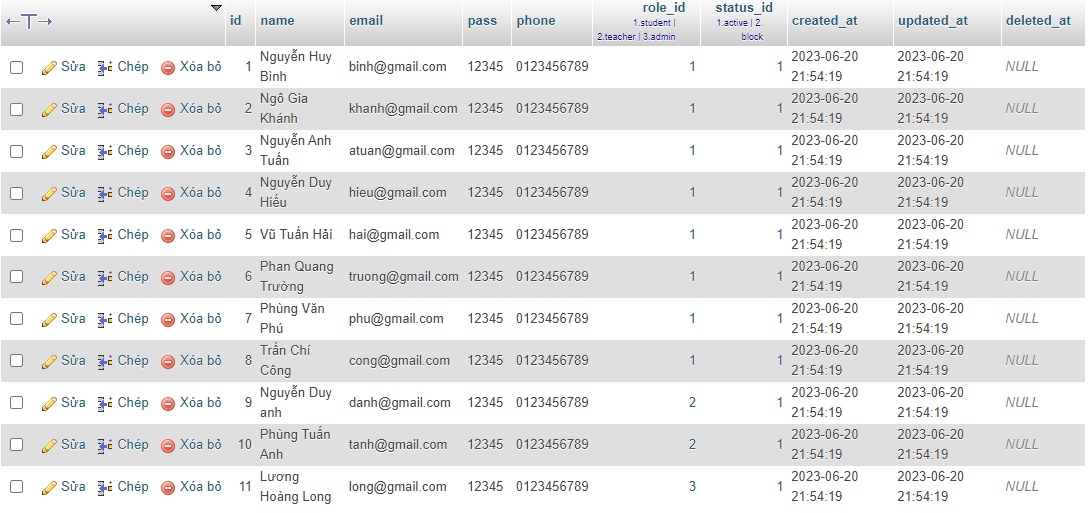 id name email pass phone role_id status_id created_at updated_at deleted_at
1.student | 1.active | 2.
2.teacher | 3.admin block
Sửa Chép Xóa bỏ 1 Nguyễn Huy Bình binh@gmail.com 12345 0123456789 1 1 2023-06-20 21:54:19 2023-06-20 21:54:19 NULL
Sửa Chép Xóa bỏ 2 Ngô Gia Khánh khanh@gmail.com 12345 0123456789 1 1 2023-06-20 21:54:19 2023-06-20 21:54:19 NULL
Sửa Chép Xóa bỏ 3 Nguyễn Anh Tuấn atuan@gmail.com 12345 0123456789 1 1 2023-06-20 21:54:19 2023-06-20 21:54:19 NULL
Sửa Chép Xóa bỏ 4 Nguyễn Duy Hiếu hieu@gmail.com 12345 0123456789 1 1 2023-06-20 21:54:19 2023-06-20 21:54:19 NULL
Sửa Chép Xóa bỏ 5 Vũ Tuấn Hải hai@gmail.com 12345 0123456789 1 1 2023-06-20 21:54:19 2023-06-20 21:54:19 NULL
Sửa Chép Xóa bỏ 6 Phan Quang Trường truong@gmail.com 12345 0123456789 1 1 2023-06-20 21:54:19 2023-06-20 21:54:19 NULL
Sửa Chép Xóa bỏ 7 Phùng Văn Phú phu@gmail.com 12345 0123456789 1 1 2023-06-20 21:54:19 2023-06-20 21:54:19 NULL
Sửa Chép Xóa bỏ 8 Trần Chí Công cong@gmail.com 12345 0123456789 1 1 2023-06-20 21:54:19 2023-06-20 21:54:19 NULL
Sửa Chép Xóa bỏ 9 Nguyễn Duy anh danh@gmail.com 12345 0123456789 2 1 2023-06-20 21:54:19 2023-06-20 21:54:19 NULL
Sửa Chép Xóa bỏ 10 Phùng Tuấn Anh tanh@gmail.com 12345 0123456789 2 1 2023-06-20 21:54:19 2023-06-20 21:54:19 NULL
Sửa Chép Xóa bỏ 11 Lương Hoàng Long long@gmail.com 12345 0123456789 3 1 2023-06-20 21:54:19 2023-06-20 21:54:19 NULL